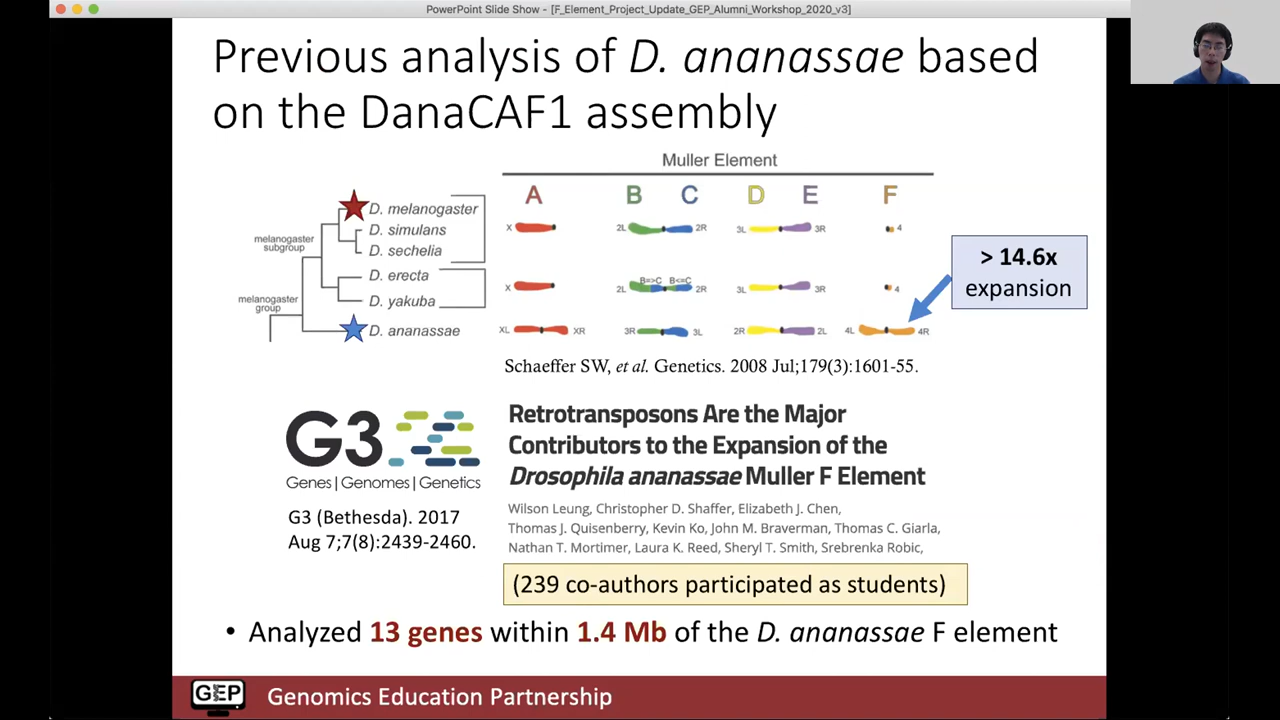 PowerPoint Slide Show - [F_Element_Project_Update_GEP_Alumni_Workshop_2020_v3]
Previous analysis of D. ananassae based
on the DanaCAF1 assembly
Muller Element
A B C D E F
melanogaster
subgroup
melanogaster
group
D. melanogaster
D. simulans
D. sechelia
D. erecta
D. yakuba
D. ananassae
X 2L 2R 3L 3R 4
X 2L B=>C B<=C 2R 3L 3R 4
XL XR 3R 3L 2R 2L 4L 4R
> 14.6x
expansion
Schaeffer SW, et al. Genetics. 2008 Jul;179(3):1601-55.
G3
Genes | Genomes | Genetics
G3 (Bethesda). 2017
Aug 7;7(8):2439-2460.
Retrotransposons Are the Major
Contributors to the Expansion of the
Drosophila ananassae Muller F Element
Wilson Leung, Christopher D. Shaffer, Elizabeth J. Chen,
Thomas J. Quisenberry, Kevin Ko, John M. Braverman, Thomas C. Giarla,
Nathan T. Mortimer, Laura K. Reed, Sheryl T. Smith, Srebrenka Robic,
(239 co-authors participated as students)
• Analyzed 13 genes within 1.4 Mb of the D. ananassae F element
GEP
Genomics Education Partnership